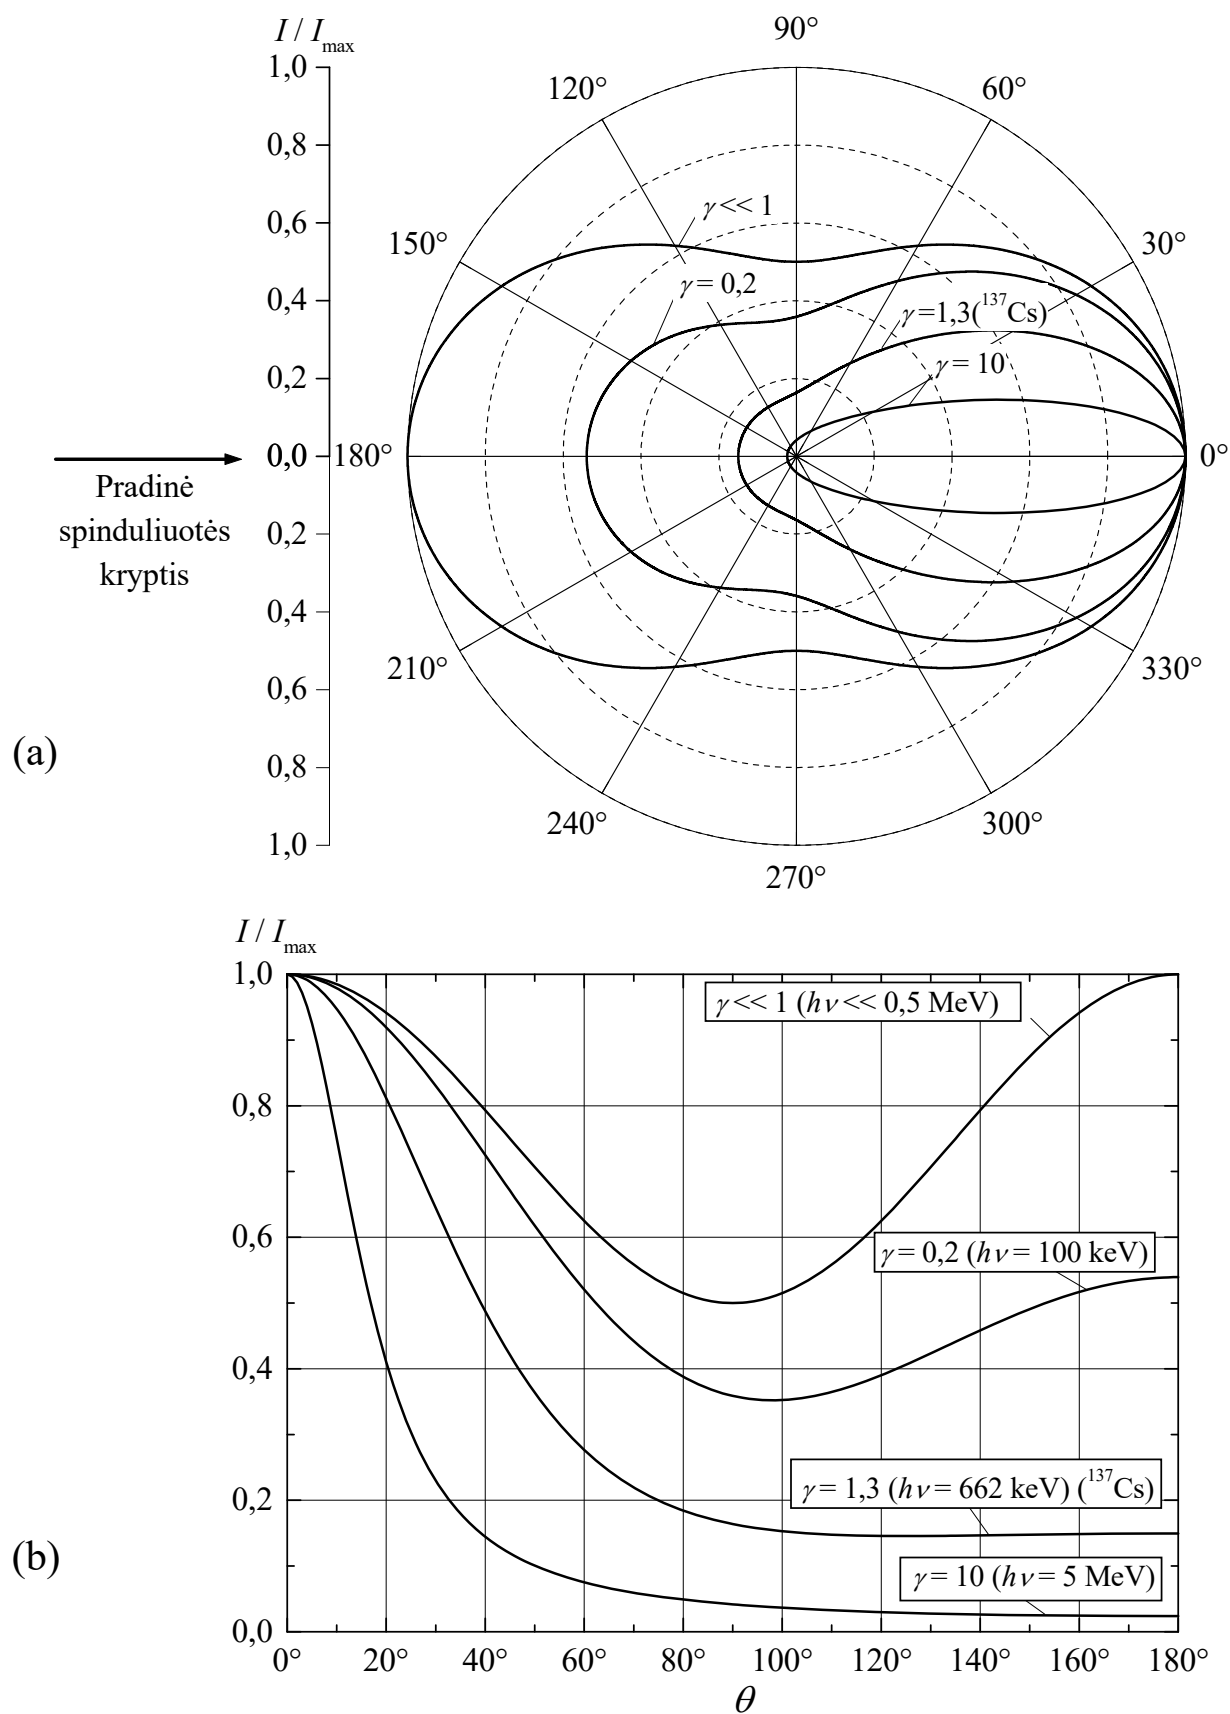 I / Imax
90°
1,0
120°
60°
0,8
γ << 1
0,6
150°
30°
γ = 0,2
0,4
γ =1,3(137Cs)
γ = 10
0,2
0,0
180°
0°
Pradinė
spinduliuotės
kryptis
0,2
0,4
210°
330°
0,6
(a)
0,8
240°
300°
1,0
270°
I / Imax
1,0
γ << 1 (hν << 0,5 MeV)
0,8
0,6
γ = 0,2 (hν = 100 keV)
0,4
γ = 1,3 (hν = 662 keV) (137Cs)
0,2
(b)
γ = 10 (hν = 5 MeV)
0,0
0° 20° 40° 60° 80° 100° 120° 140° 160° 180°
θ